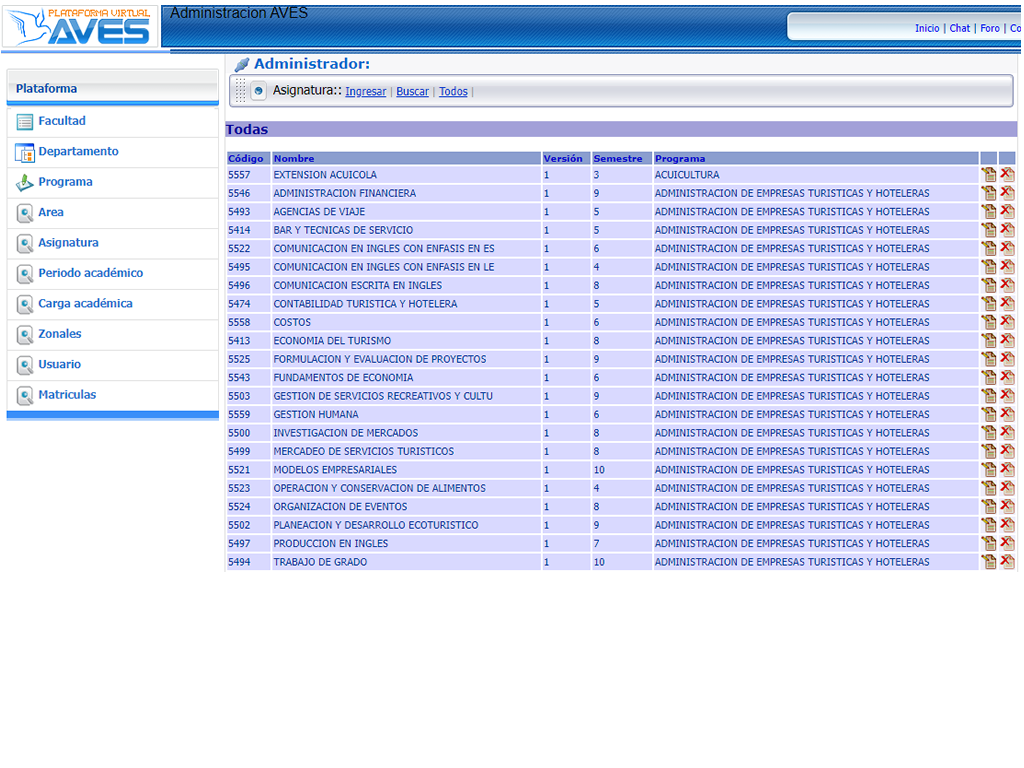 PLATAFORMA VIRTUAL
AVES
Administracion AVES
Inicio | Chat | Foro | Co
Plataforma
Facultad
Departamento
Programa
Area
Asignatura
Periodo académico
Carga académica
Zonales
Usuario
Matriculas
Administrador:
Asignatura:: Ingresar | Buscar | Todos |
Todas
Código Nombre Versión Semestre Programa
5557 EXTENSION ACUICOLA 1 3 ACUICULTURA
5546 ADMINISTRACION FINANCIERA 1 9 ADMINISTRACION DE EMPRESAS TURISTICAS Y HOTELERAS
5493 AGENCIAS DE VIAJE 1 5 ADMINISTRACION DE EMPRESAS TURISTICAS Y HOTELERAS
5414 BAR Y TECNICAS DE SERVICIO 1 5 ADMINISTRACION DE EMPRESAS TURISTICAS Y HOTELERAS
5522 COMUNICACION EN INGLES CON ENFASIS EN ES 1 6 ADMINISTRACION DE EMPRESAS TURISTICAS Y HOTELERAS
5495 COMUNICACION EN INGLES CON ENFASIS EN LE 1 4 ADMINISTRACION DE EMPRESAS TURISTICAS Y HOTELERAS
5496 COMUNICACION ESCRITA EN INGLES 1 8 ADMINISTRACION DE EMPRESAS TURISTICAS Y HOTELERAS
5474 CONTABILIDAD TURISTICA Y HOTELERA 1 5 ADMINISTRACION DE EMPRESAS TURISTICAS Y HOTELERAS
5558 COSTOS 1 6 ADMINISTRACION DE EMPRESAS TURISTICAS Y HOTELERAS
5413 ECONOMIA DEL TURISMO 1 8 ADMINISTRACION DE EMPRESAS TURISTICAS Y HOTELERAS
5525 FORMULACION Y EVALUACION DE PROYECTOS 1 9 ADMINISTRACION DE EMPRESAS TURISTICAS Y HOTELERAS
5543 FUNDAMENTOS DE ECONOMIA 1 6 ADMINISTRACION DE EMPRESAS TURISTICAS Y HOTELERAS
5503 GESTION DE SERVICIOS RECREATIVOS Y CULTU 1 9 ADMINISTRACION DE EMPRESAS TURISTICAS Y HOTELERAS
5559 GESTION HUMANA 1 6 ADMINISTRACION DE EMPRESAS TURISTICAS Y HOTELERAS
5500 INVESTIGACION DE MERCADOS 1 8 ADMINISTRACION DE EMPRESAS TURISTICAS Y HOTELERAS
5499 MERCADEO DE SERVICIOS TURISTICOS 1 8 ADMINISTRACION DE EMPRESAS TURISTICAS Y HOTELERAS
5521 MODELOS EMPRESARIALES 1 10 ADMINISTRACION DE EMPRESAS TURISTICAS Y HOTELERAS
5523 OPERACION Y CONSERVACION DE ALIMENTOS 1 4 ADMINISTRACION DE EMPRESAS TURISTICAS Y HOTELERAS
5524 ORGANIZACION DE EVENTOS 1 8 ADMINISTRACION DE EMPRESAS TURISTICAS Y HOTELERAS
5502 PLANEACION Y DESARROLLO ECOTURISTICO 1 9 ADMINISTRACION DE EMPRESAS TURISTICAS Y HOTELERAS
5497 PRODUCCION EN INGLES 1 7 ADMINISTRACION DE EMPRESAS TURISTICAS Y HOTELERAS
5494 TRABAJO DE GRADO 1 10 ADMINISTRACION DE EMPRESAS TURISTICAS Y HOTELERAS